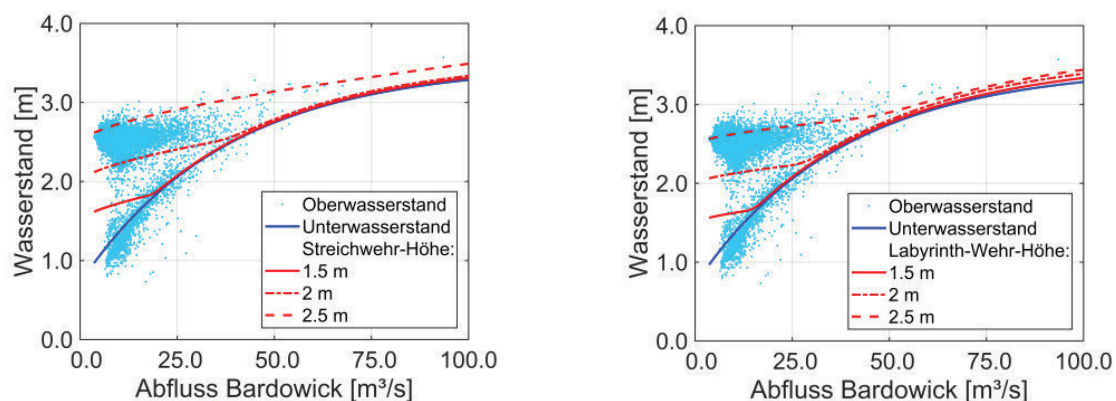 4.0
3.0
2.0
1.0
0.0
Wasserstand [m]
Oberwasserstand
Unterwasserstand
Streichwehr-Höhe:
1.5 m
2 m
2.5 m
0.0 25.0 50.0 75.0 100.0
Abfluss Bardowick [m³/s]
4.0
3.0
2.0
1.0
0.0
Wasserstand [m]
Oberwasserstand
Unterwasserstand
Labyrinth-Wehr-Höhe:
1.5 m
2 m
2.5 m
0.0 25.0 50.0 75.0 100.0
Abfluss Bardowick [m³/s]